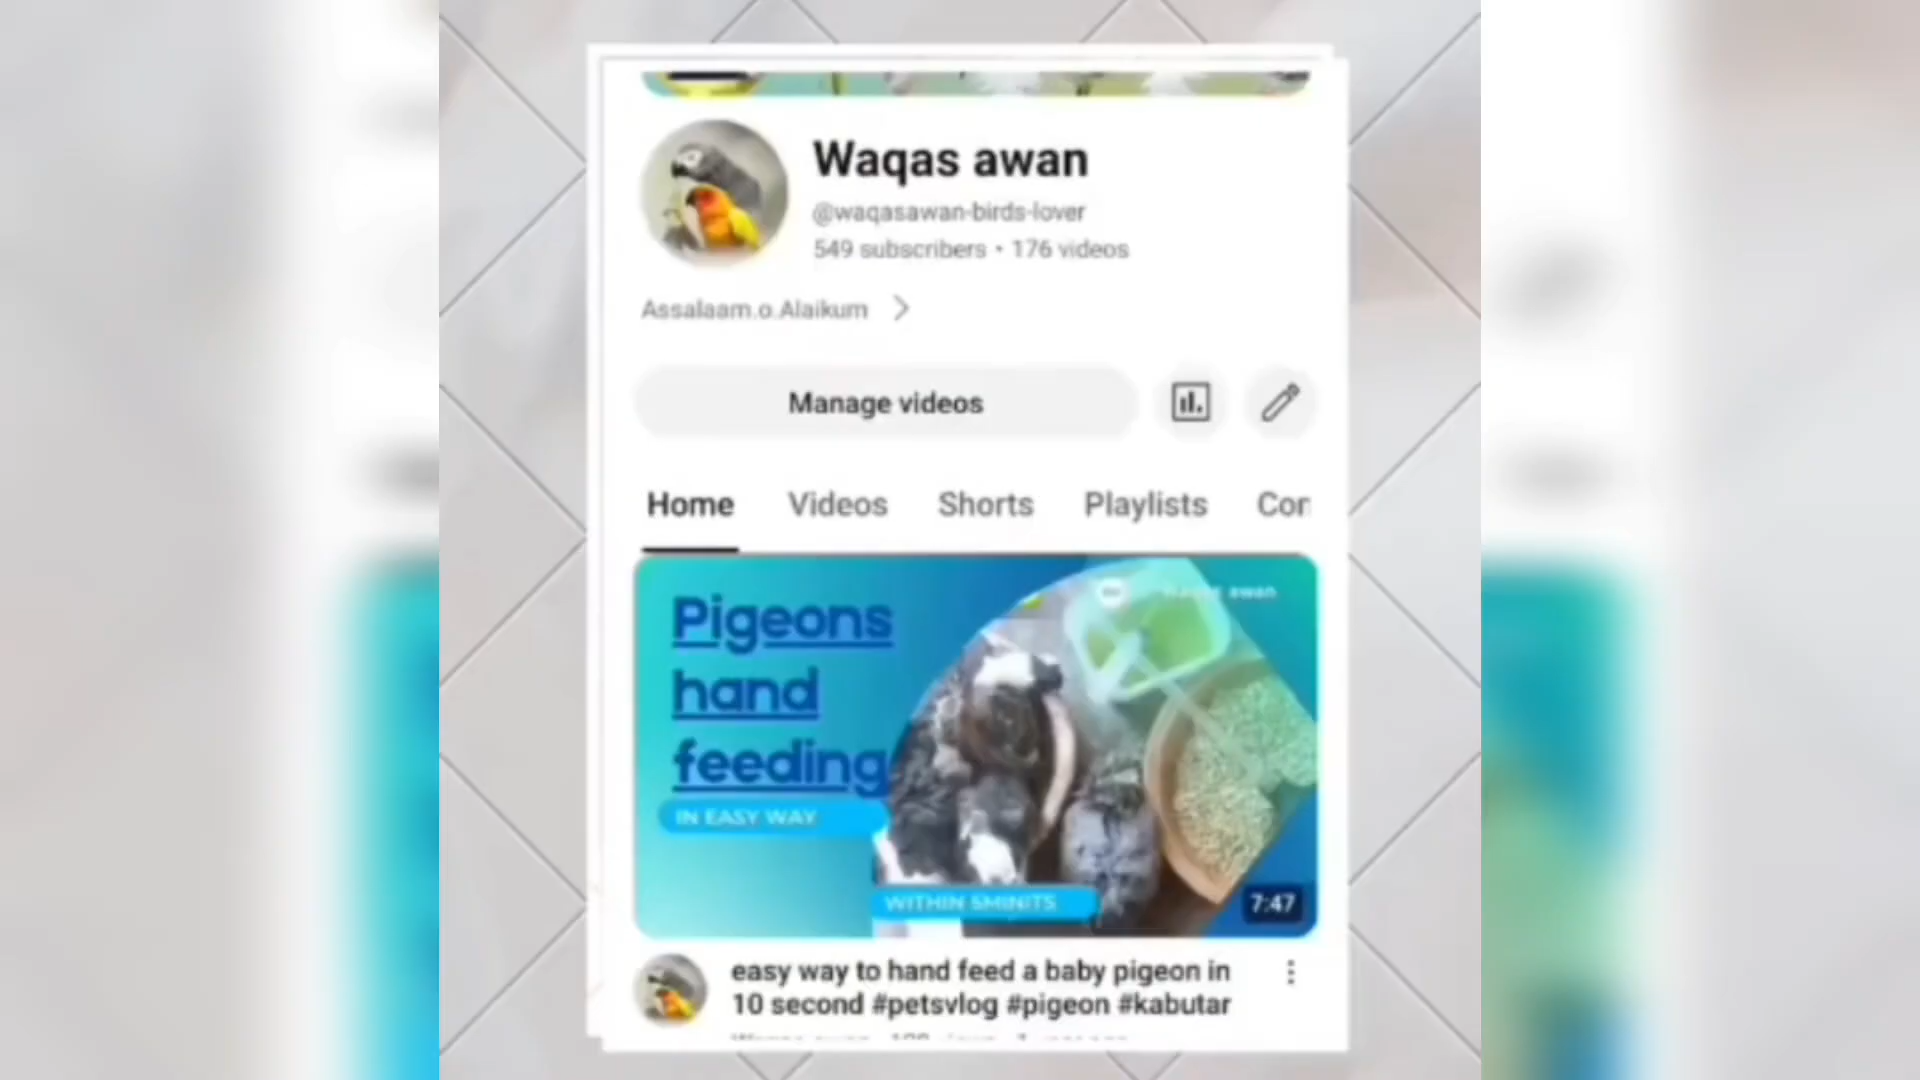 Waqas awan
@waqasawan-birds-lover
549 subscribers • 176 videos
Assalaam.o.Alaikum
Manage videos
Home Videos Shorts Playlists Con
awan
Pigeons
hand
feeding
IN EASY WAY
WITHIN 5MINITS
7:47
easy way to hand feed a baby pigeon in
10 second #petsvlog #pigeon #kabutar